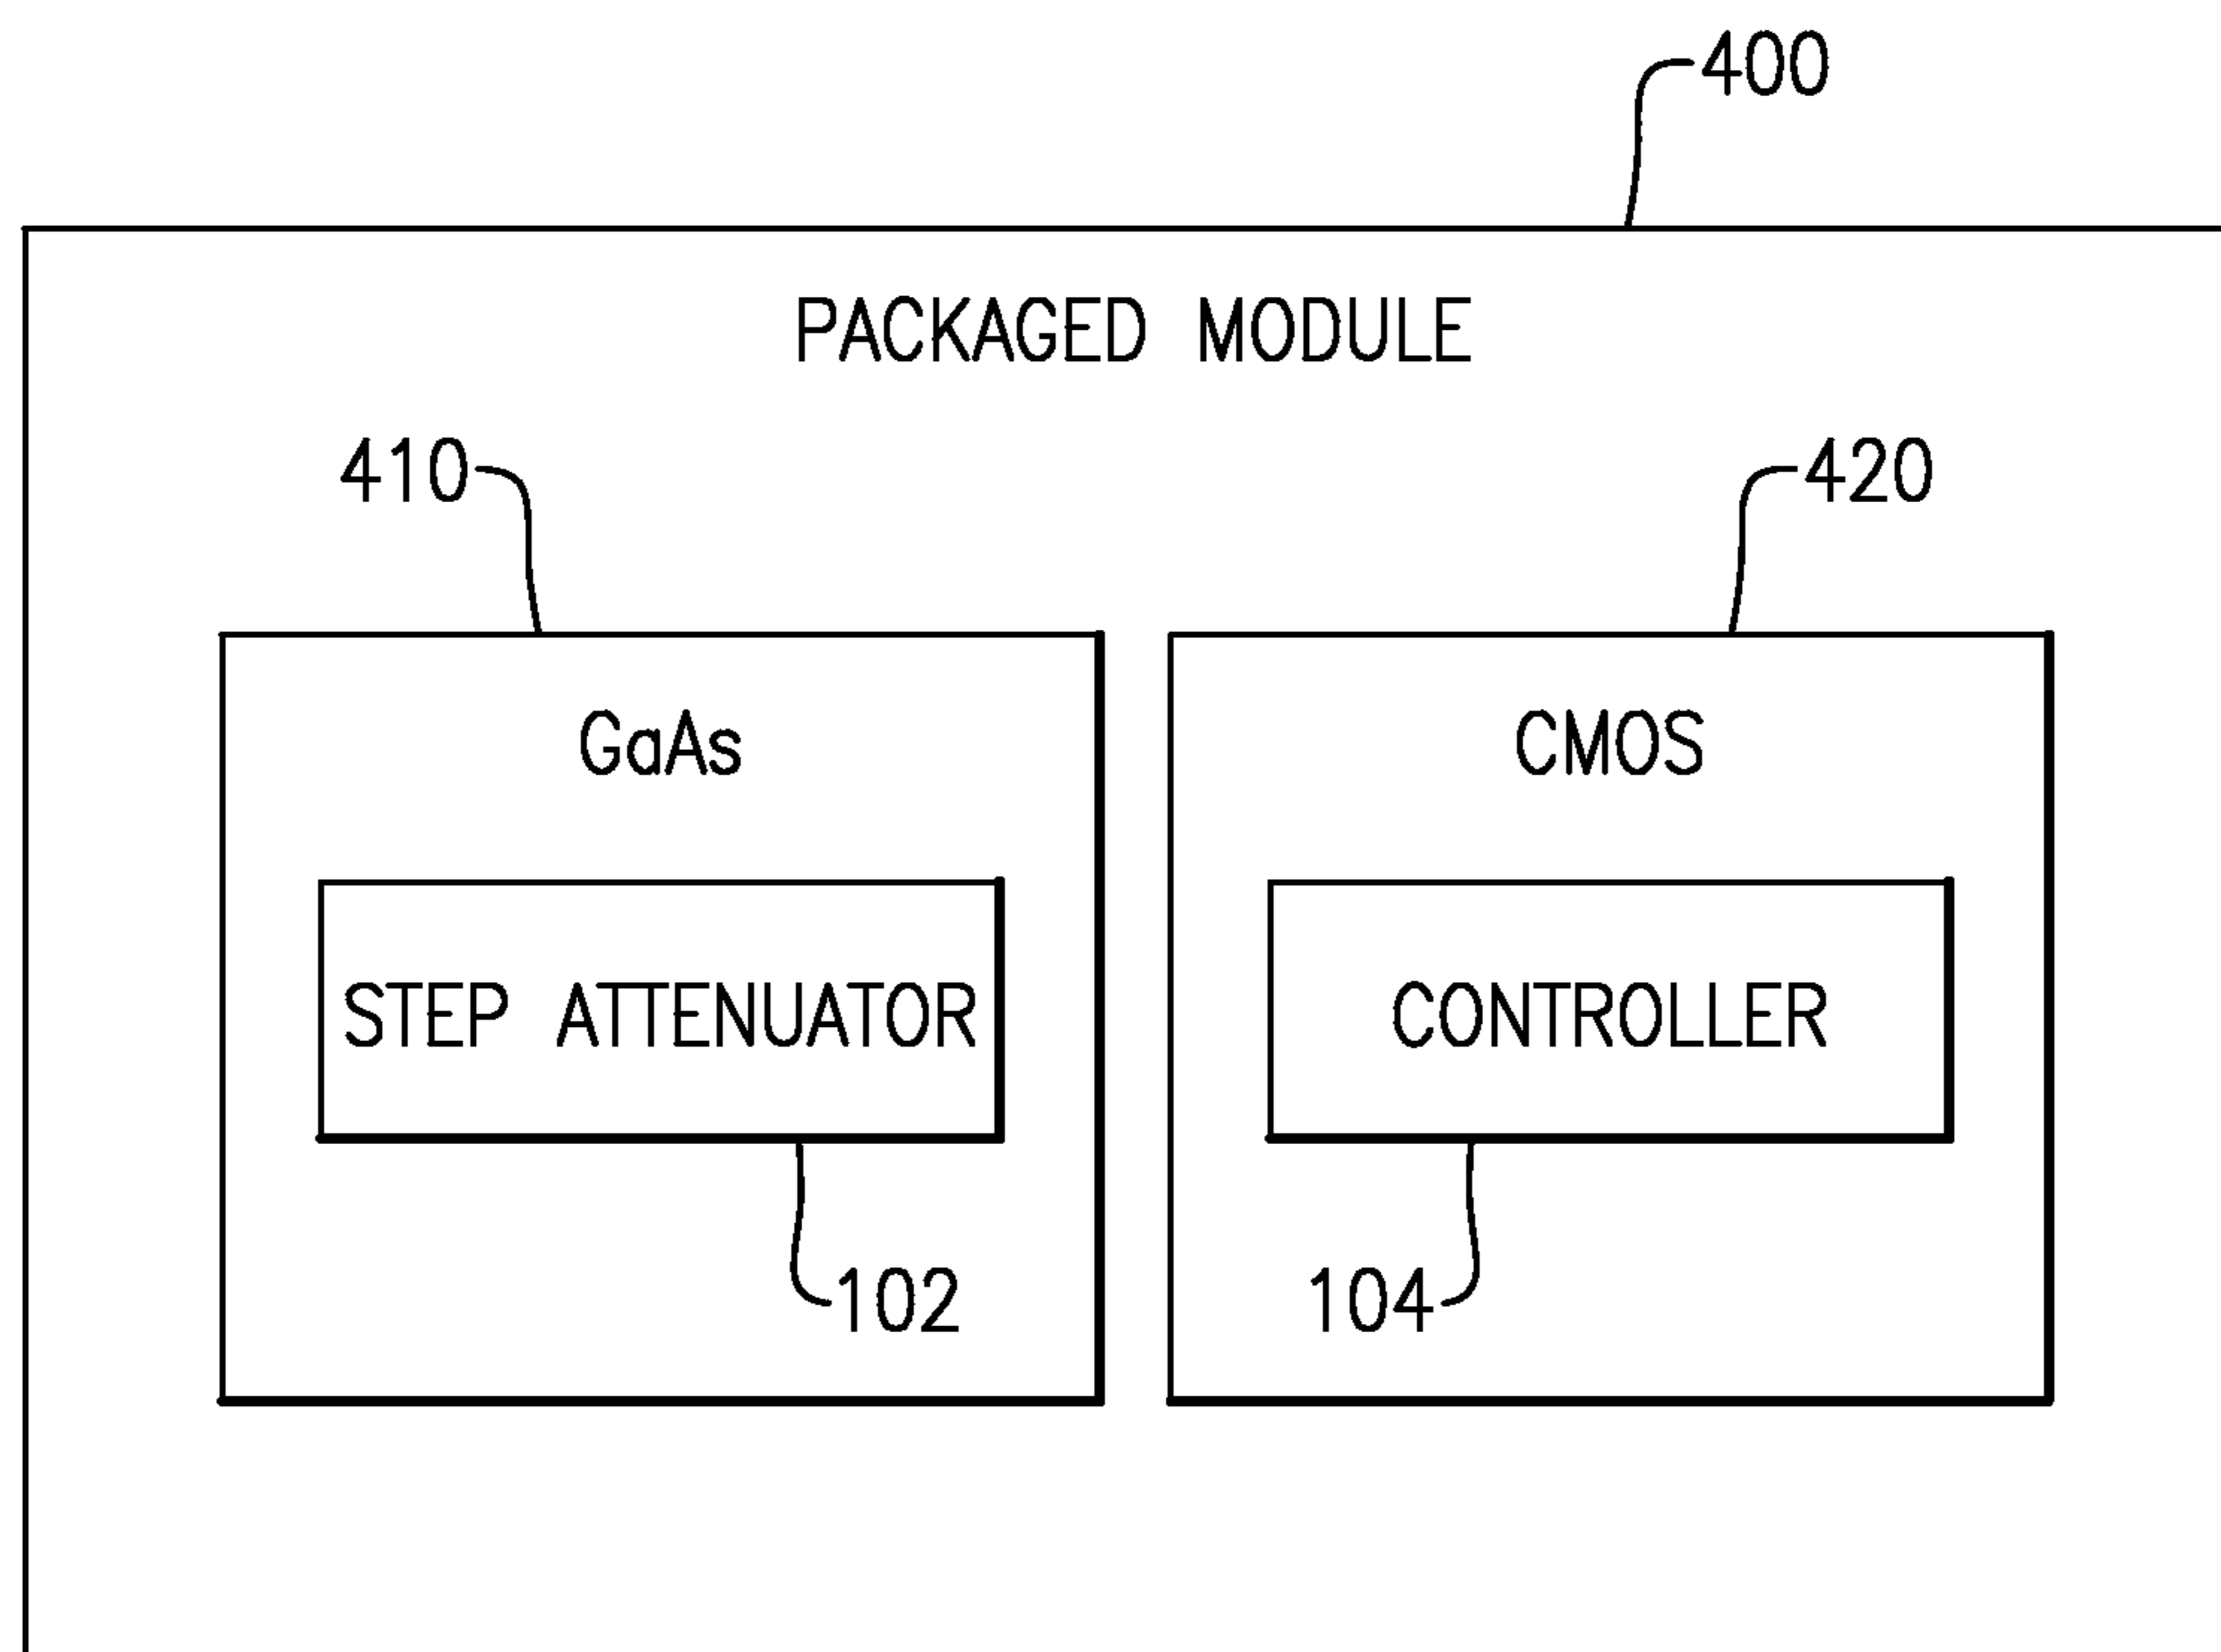 400
PACKAGED MODULE
410
420
GaAs
CMOS
STEP ATTENUATOR
CONTROLLER
102
104